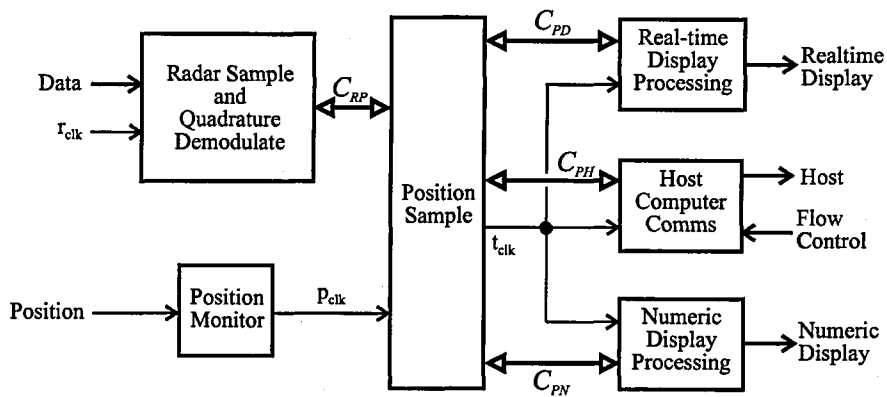 Data
r_clk
Radar Sample
and
Quadrature
Demodulate
C_RP
Position
Position
Monitor
p_clk
Position
Sample
t_clk
C_PD
Real-time
Display
Processing
Realtime
Display
C_PH
Host
Computer
Comms
Host
Flow
Control
C_PN
Numeric
Display
Processing
Numeric
Display